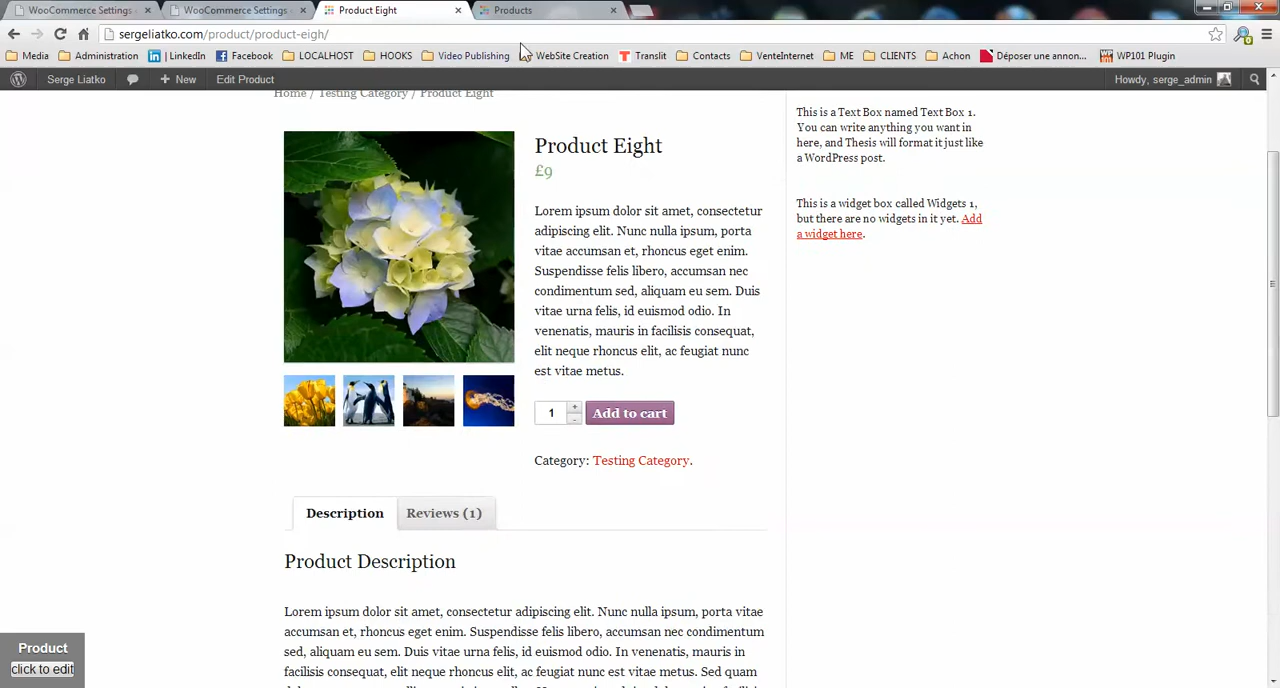 WooCommerce Settings
WooCommerce Settings
Product Eight
Products
sergeliatko.com/product/product-eigh/
Media
Administration
LinkedIn
Facebook
LOCALHOST
HOOKS
Video Publishing
WebSite Creation
Translit
Contacts
VenteInternet
ME
CLIENTS
Achon
Déposer une annon...
WP101 Plugin
Serge Liatko
New
Edit Product
Howdy, serge_admin
Home / Testing Category / Product Eight
Product Eight
£9
Lorem ipsum dolor sit amet, consectetur
adipiscing elit. Nunc nulla ipsum, porta
vitae accumsan et, rhoncus eget enim.
Suspendisse felis libero, accumsan nec
condimentum sed, aliquam eu sem. Duis
vitae urna felis, id euismod odio. In
venenatis, mauris in facilisis consequat,
elit neque rhoncus elit, ac feugiat nunc
est vitae metus.
1
+
-
Add to cart
Category: Testing Category.
This is a Text Box named Text Box 1.
You can write anything you want in
here, and Thesis will format it just like
a WordPress post.
This is a widget box called Widgets 1,
but there are no widgets in it yet. Add
a widget here.
Description
Reviews (1)
Product Description
Lorem ipsum dolor sit amet, consectetur adipiscing elit. Nunc nulla ipsum, porta vitae
accumsan et, rhoncus eget enim. Suspendisse felis libero, accumsan nec condimentum
sed, aliquam eu sem. Duis vitae urna felis, id euismod odio. In venenatis, mauris in
facilisis consequat, elit neque rhoncus elit, ac feugiat nunc est vitae metus. Sed quam
Product
click to edit